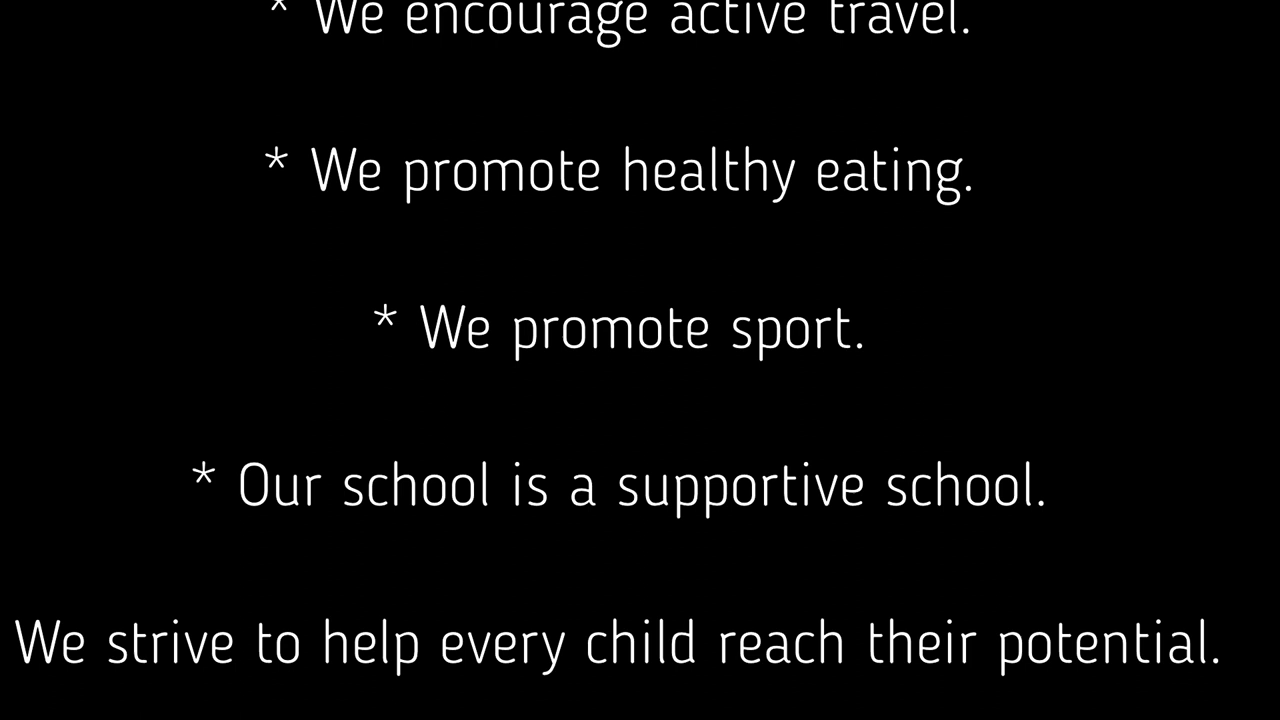 * We encourage active travel.
* We promote healthy eating.
* We promote sport.
* Our school is a supportive school.
We strive to help every child reach their potential.